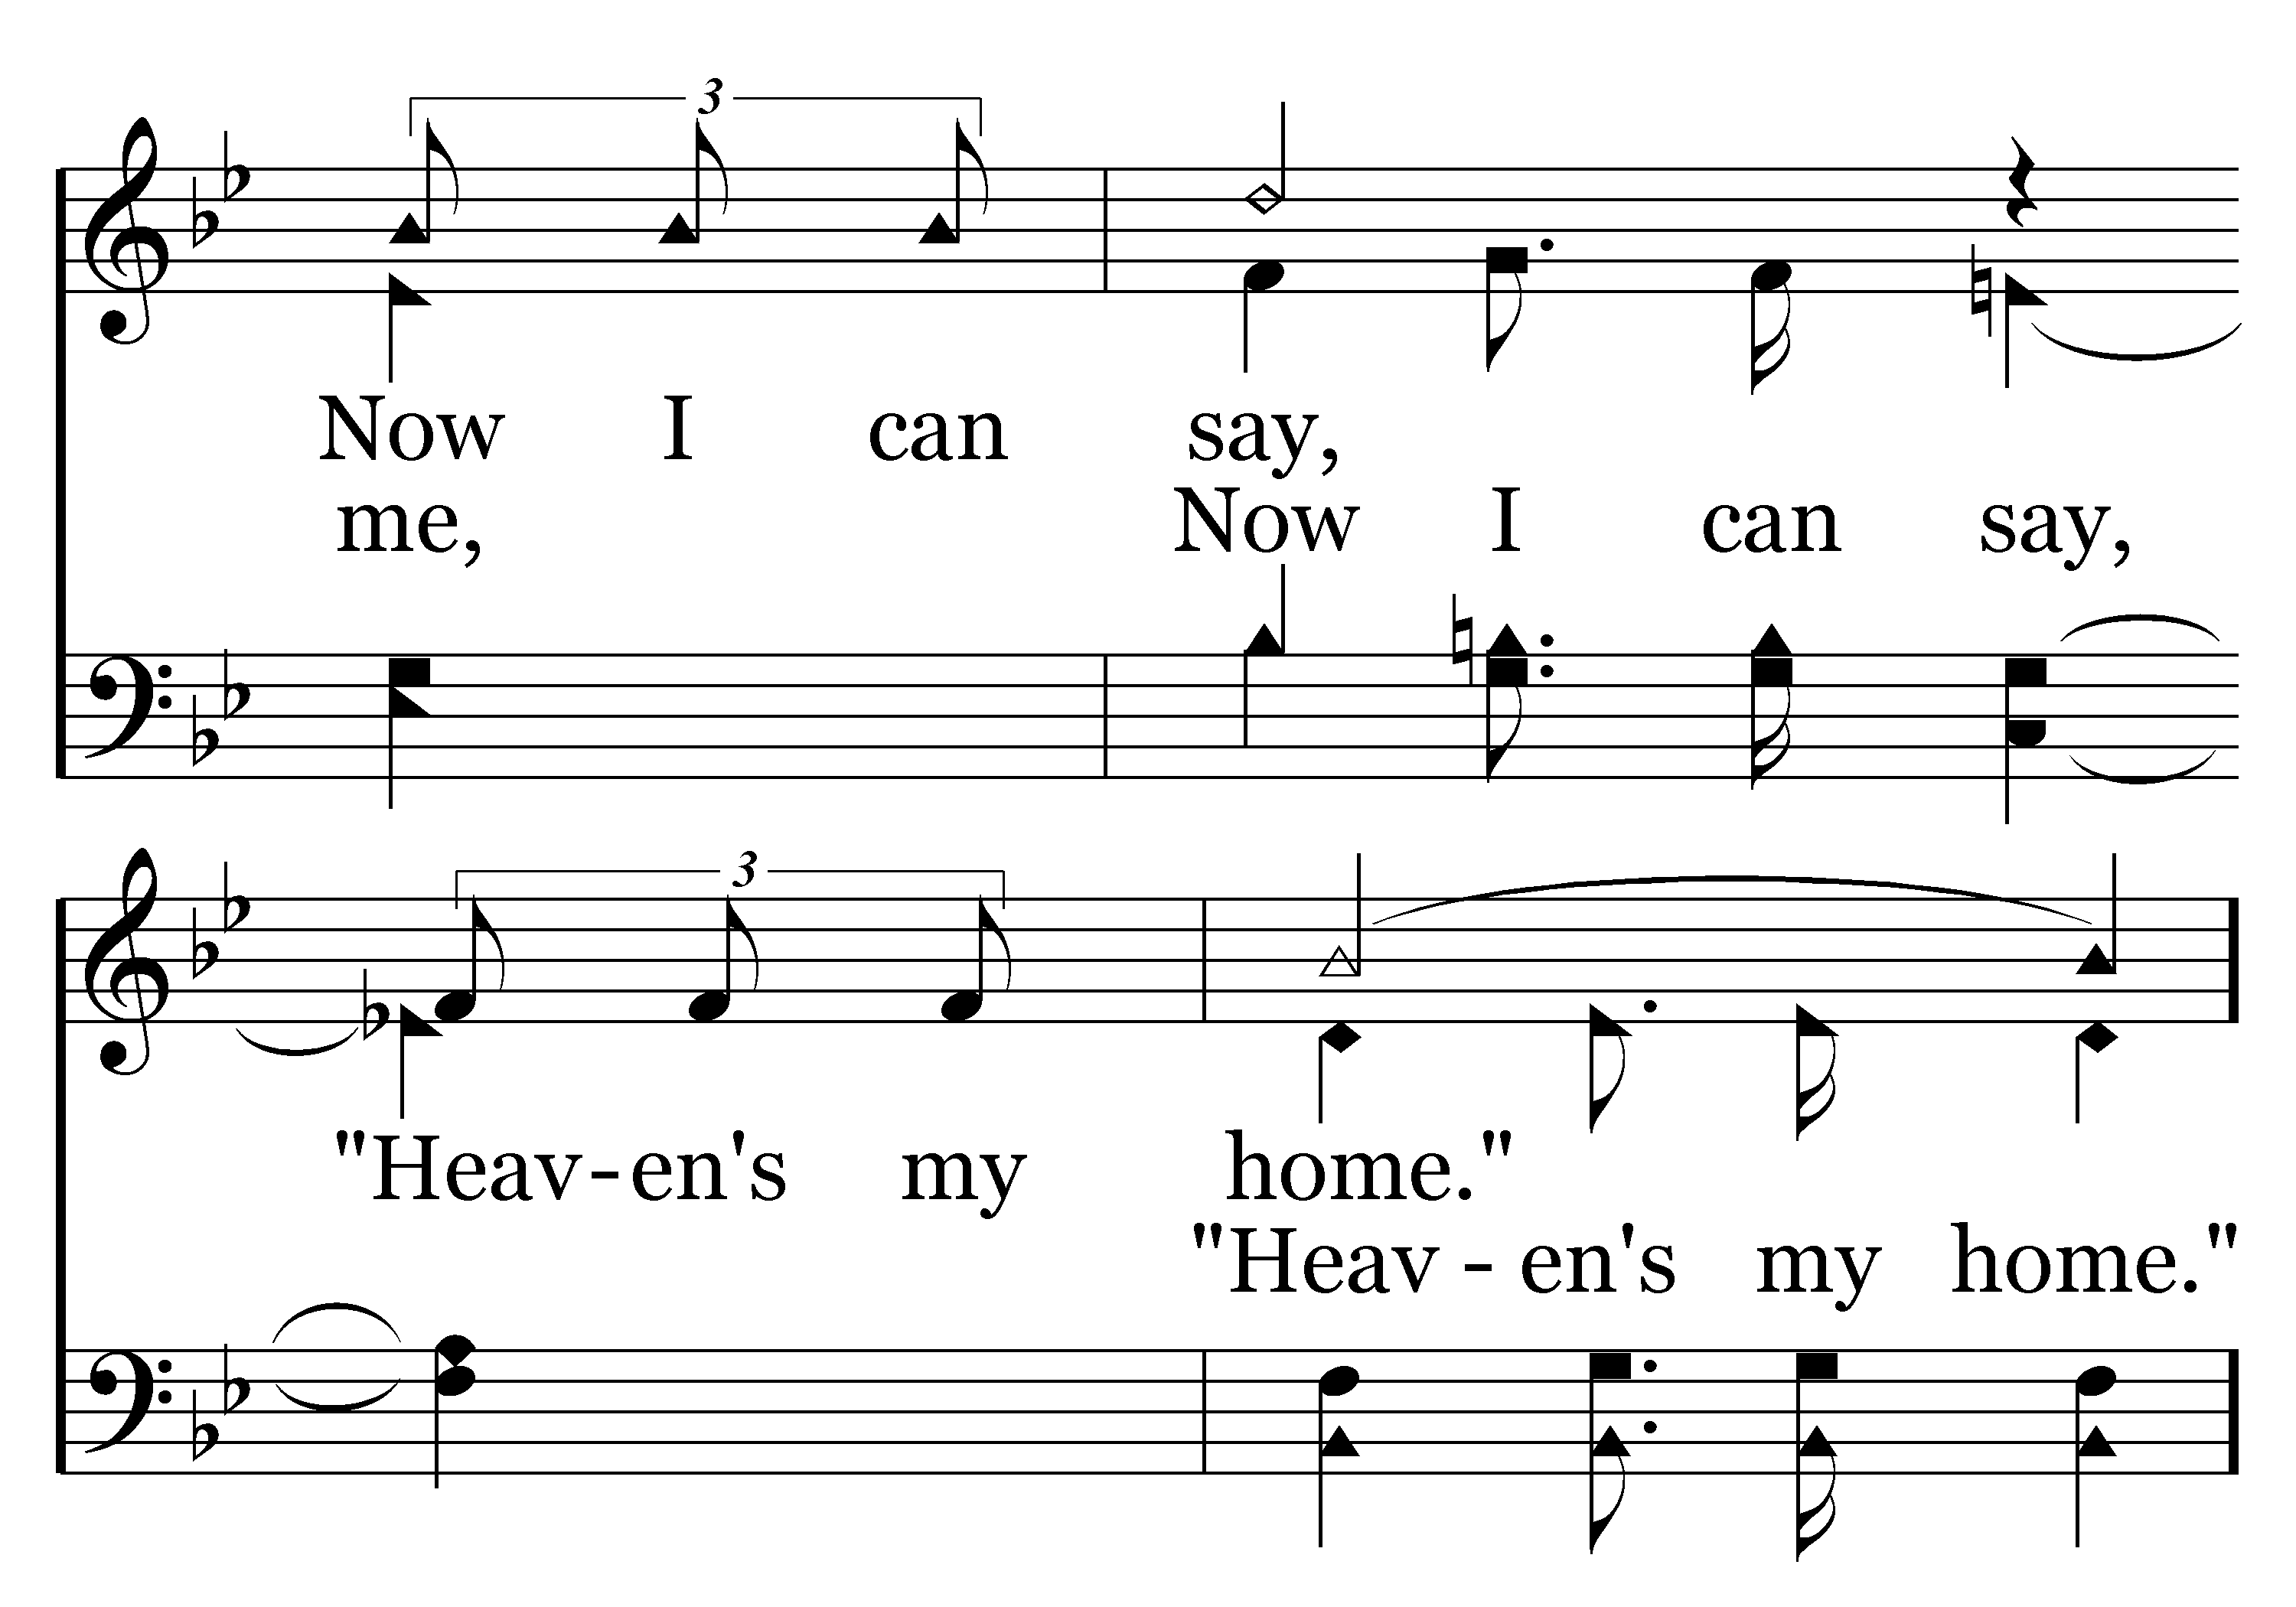 3
Now I can say,
me, Now I can say,
3
"Heav-en's my home."
"Heav - en's my home."